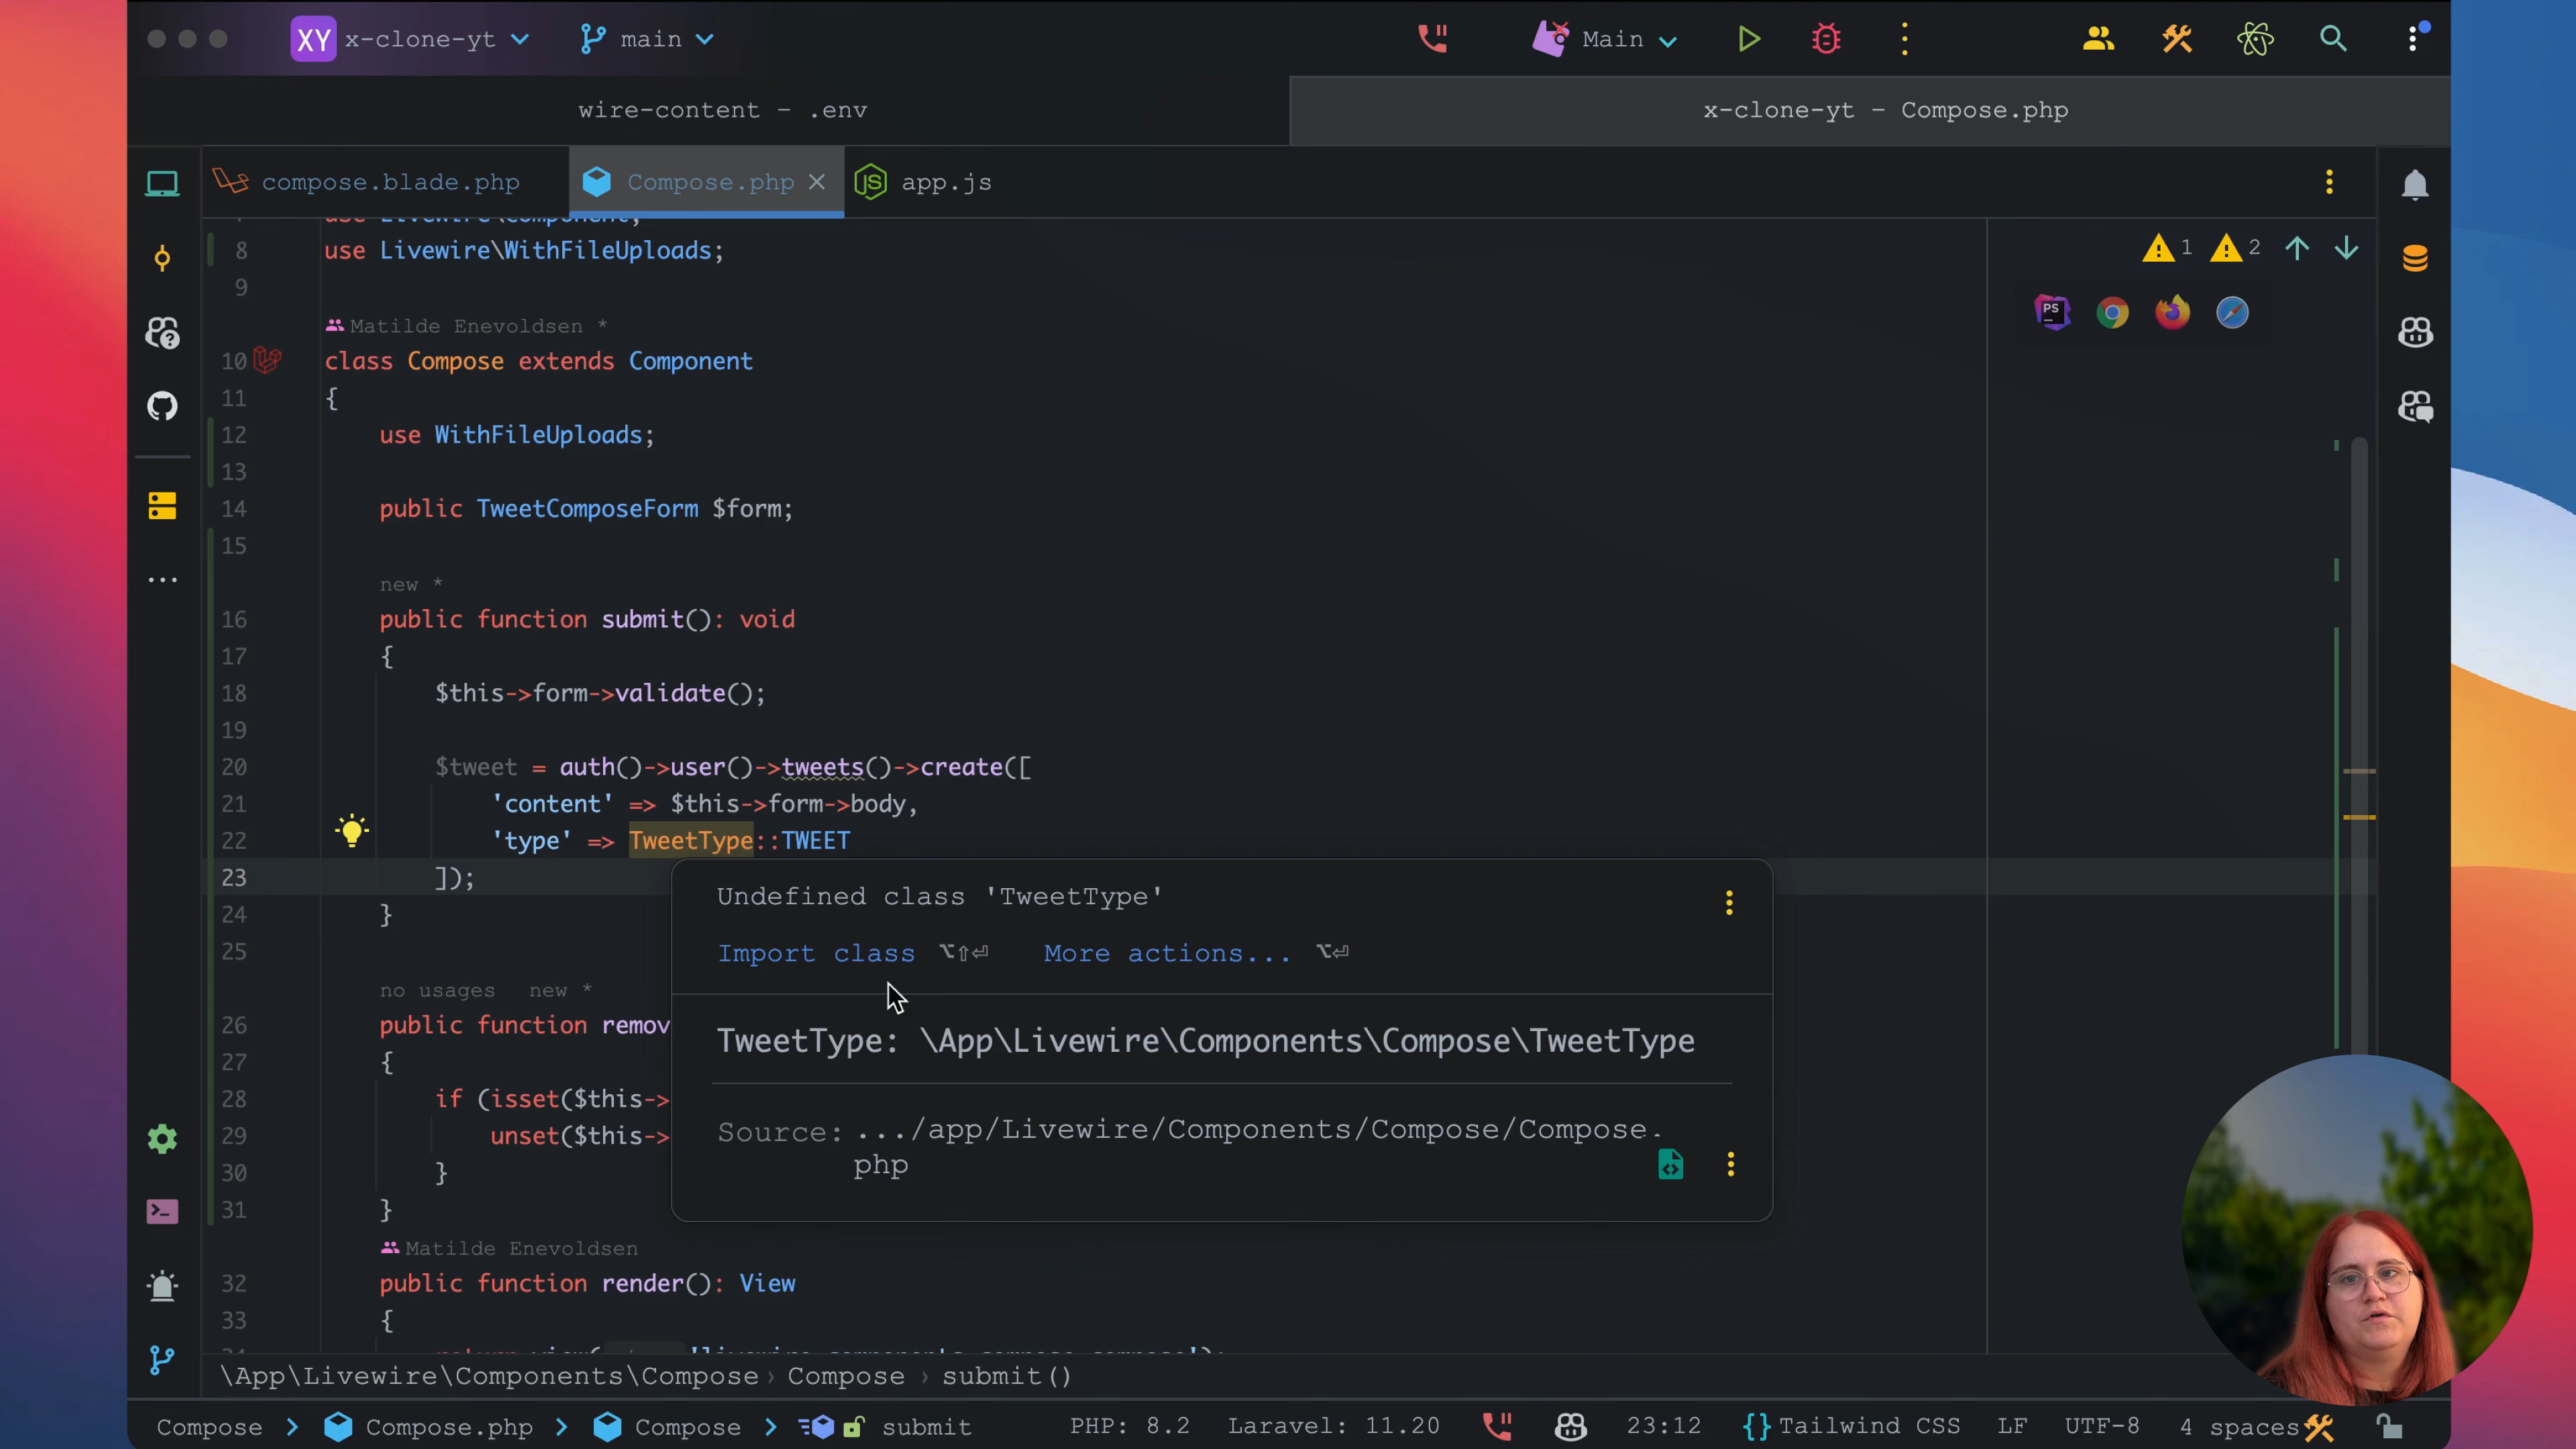 XY x-clone-yt main Main
wire-content – .env x-clone-yt – Compose.php
compose.blade.php Compose.php JS app.js
use Livewire\Component;
8 use Livewire\WithFileUploads; 1 2
9
PS
Matilde Enevoldsen *
10 class Compose extends Component
11 {
12 use WithFileUploads;
13
14 public TweetComposeForm $form;
15
new *
16 public function submit(): void
17 {
18 $this->form->validate();
19
20 $tweet = auth()->user()->tweets()->create([
21 'content' => $this->form->body,
22 'type' => TweetType::TWEET
23 ]);
24 }
25
Undefined class 'TweetType'
Import class ⌥⇧⏎ More actions... ⌥⏎
TweetType: \App\Livewire\Components\Compose\TweetType
Source: .../app/Livewire/Components/Compose/Compose.
php
no usages new *
26 public function remov
27 {
28 if (isset($this->
29 unset($this->
30 }
31 }
Matilde Enevoldsen
32 public function render(): View
33 {
\App\Livewire\Components\Compose › Compose › submit()
Compose > Compose.php > Compose > submit PHP: 8.2 Laravel: 11.20 23:12 {} Tailwind CSS LF UTF-8 4 spaces